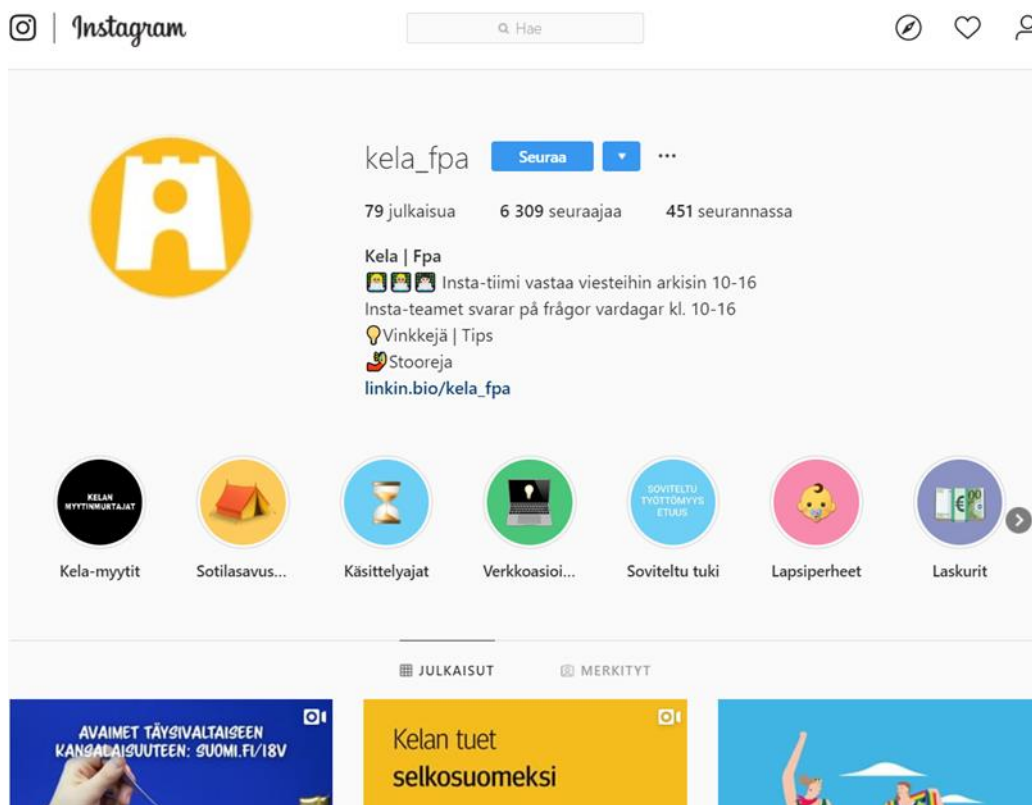 Instagram
Hae
kela_fpa Seuraa
79 julkaisua 6 309 seuraajaa 451 seurannassa
Kela | Fpa
Insta-tiimi vastaa viesteihin arkisin 10-16
Insta-teamet svarar på frågor vardagar kl. 10-16
Vinkkejä | Tips
Stooreja
linkin.bio/kela_fpa
KELAN
MYYTINMURTAJAT
SOVITELTU
TYÖTTÖMYYS
ETUUS
Kela-myytit Sotilasavus... Käsittelyajat Verkkoasioi... Soviteltu tuki Lapsiperheet Laskurit
JULKAISUT MERKITYT
AVAIMET TÄYSIVALTAISEEN
KANSALAISUUTEEN: SUOMI.FI/18V
Kelan tuet
selkosuomeksi